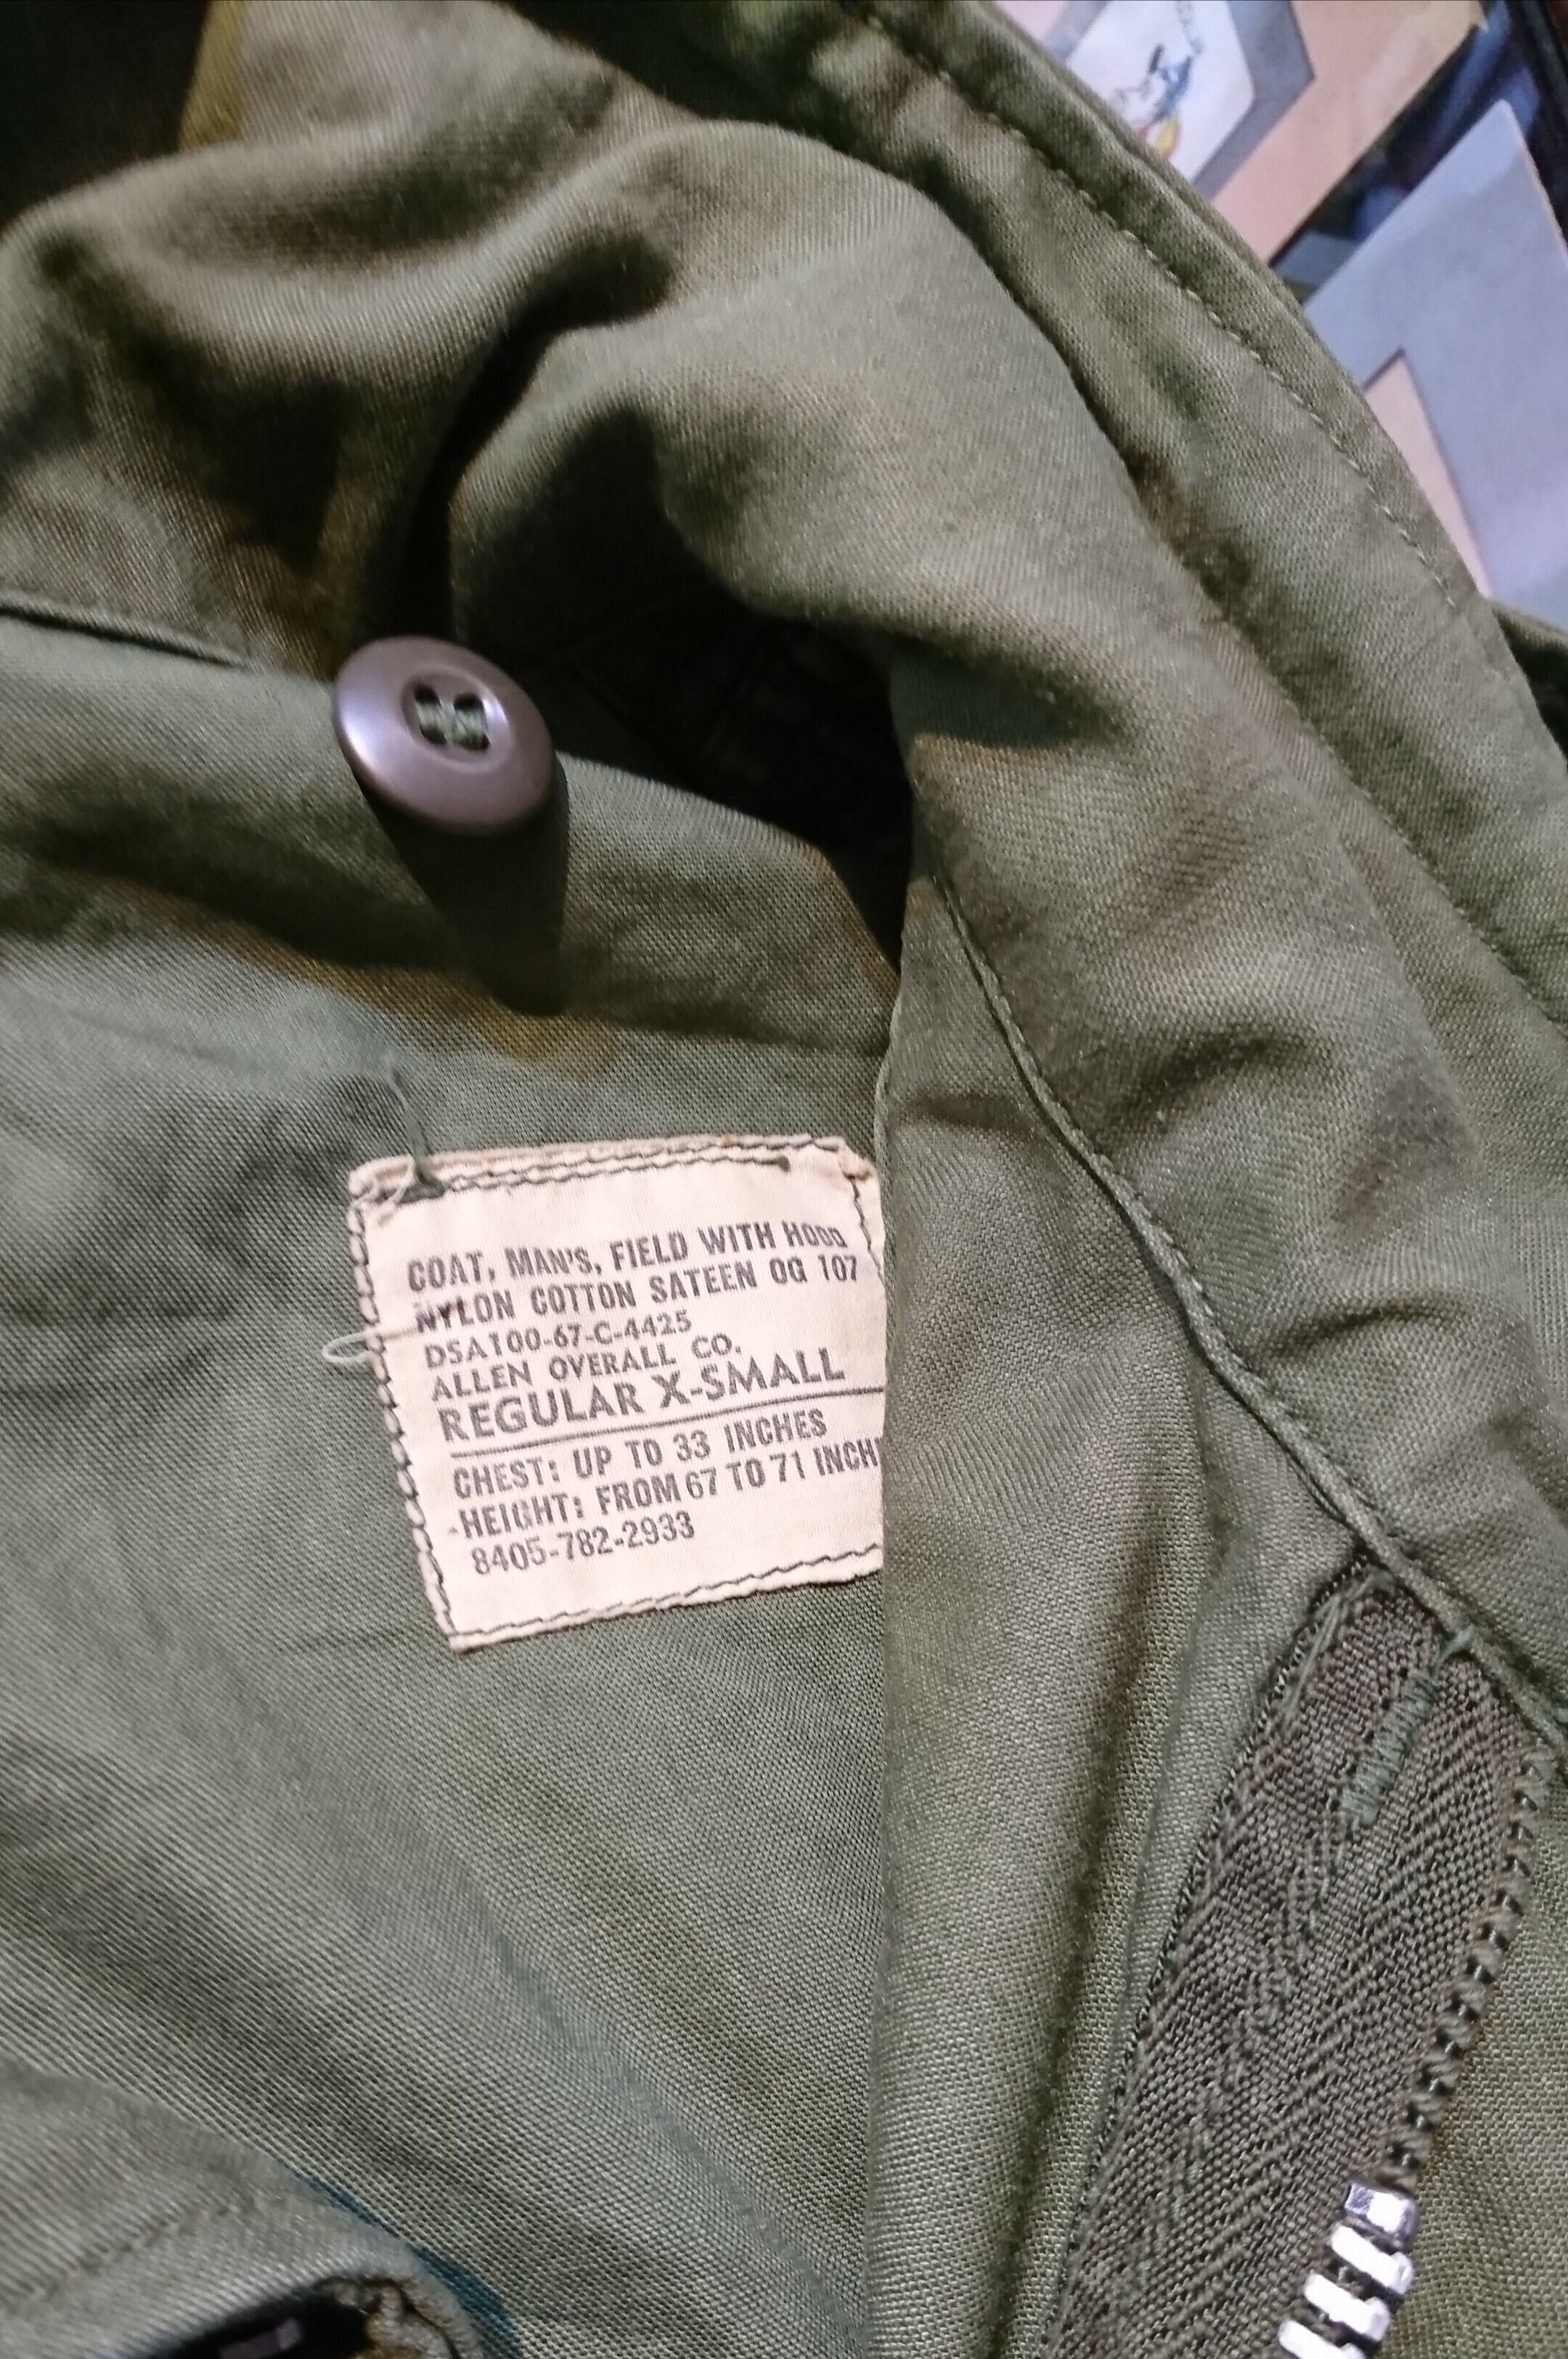 COAT, MAN'S, FIELD WITH HOOD
NYLON COTTON SATEEN OG 107
DSA100-67-C-4425
ALLEN OVERALL CO.
REGULAR X-SMALL
CHEST: UP TO 33 INCHES
HEIGHT: FROM 67 TO 71 INCH
8405-782-2933